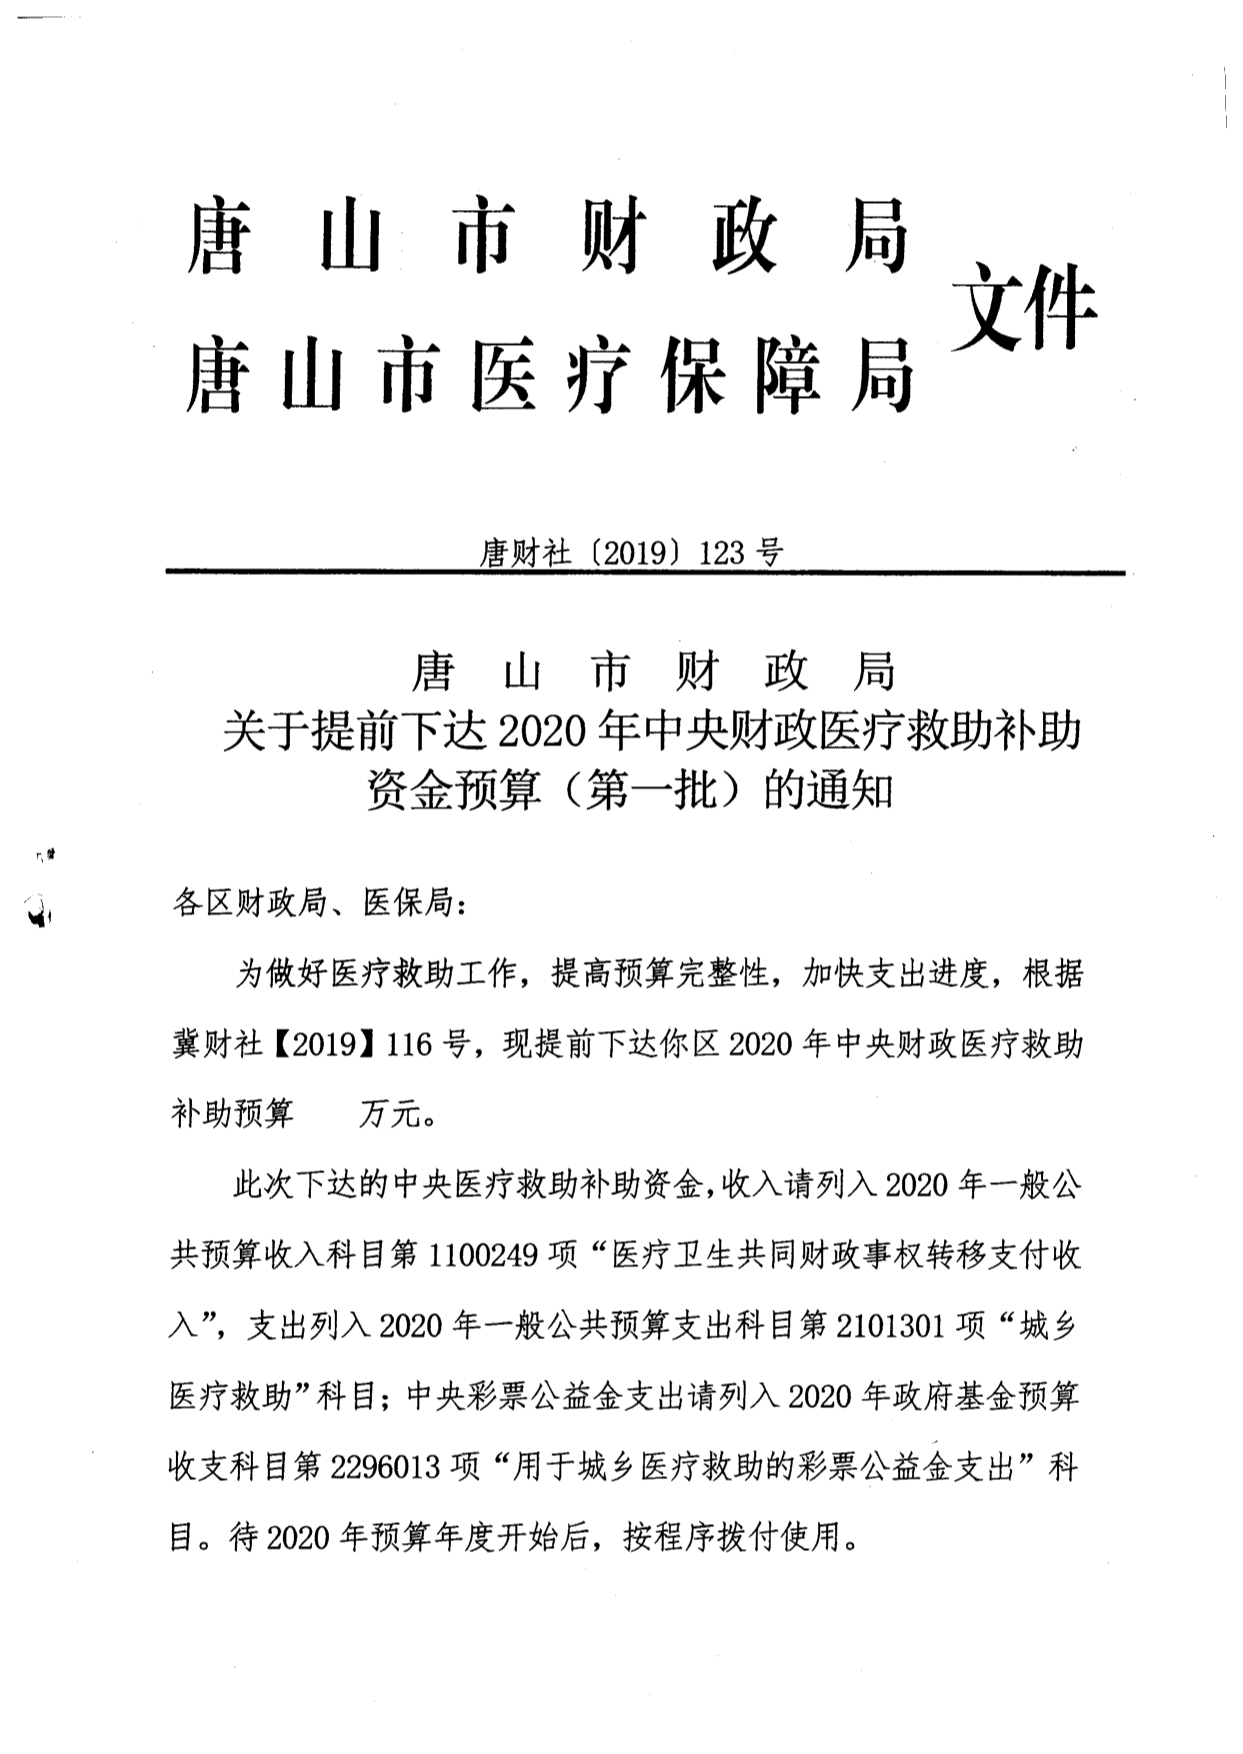 唐山市财政局
文件
唐山市医疗保障局
唐财社〔2019〕123号
唐山市财政局
关于提前下达2020年中央财政医疗救助补助
资金预算（第一批）的通知
各区财政局、医保局：
为做好医疗救助工作，提高预算完整性，加快支出进度，根据
冀财社【2019】116号，现提前下达你区2020年中央财政医疗救助
补助预算　　万元。
此次下达的中央医疗救助补助资金，收入请列入2020年一般公
共预算收入科目第1100249项“医疗卫生共同财政事权转移支付收
入”，支出列入2020年一般公共预算支出科目第2101301项“城乡
医疗救助”科目；中央彩票公益金支出请列入2020年政府基金预算
收支科目第2296013项“用于城乡医疗救助的彩票公益金支出”科
目。待2020年预算年度开始后，按程序拨付使用。